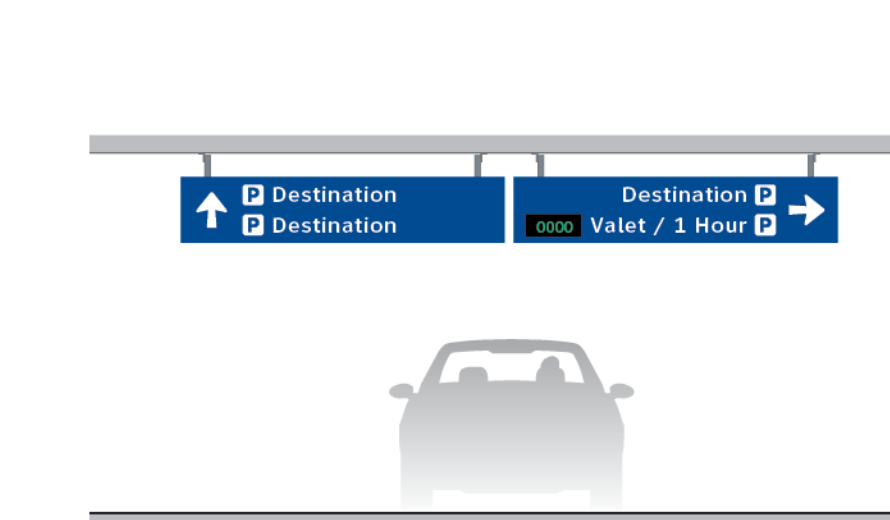 P Destination
P Destination
Destination P
0000 Valet / 1 Hour P